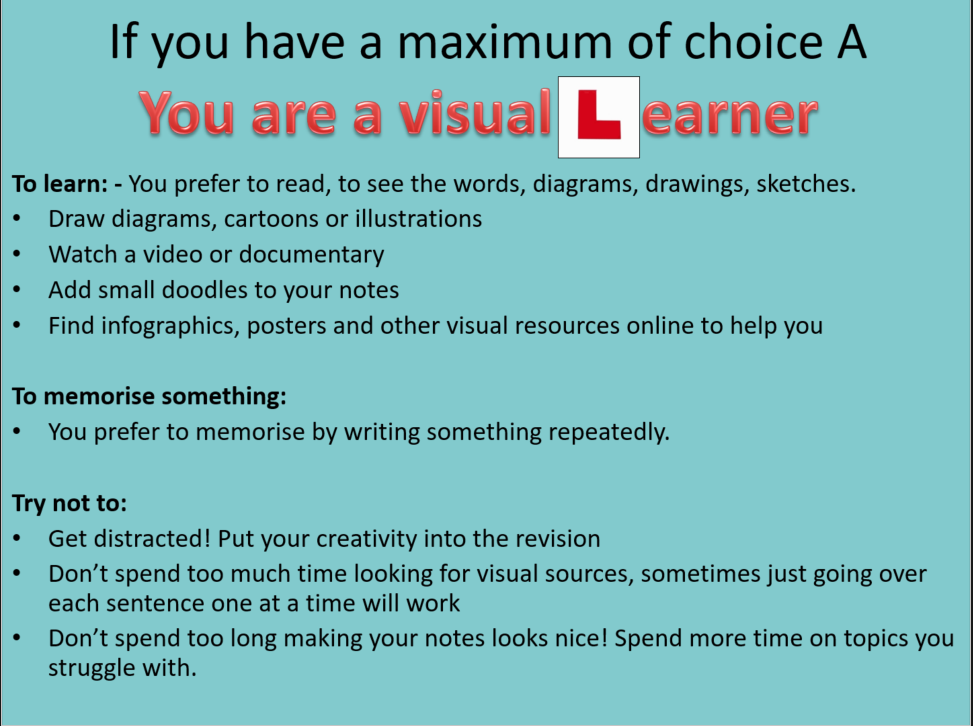 If you have a maximum of choice A
You are a visual Learner
To learn: - You prefer to read, to see the words, diagrams, drawings, sketches.
• Draw diagrams, cartoons or illustrations
• Watch a video or documentary
• Add small doodles to your notes
• Find infographics, posters and other visual resources online to help you
To memorise something:
• You prefer to memorise by writing something repeatedly.
Try not to:
• Get distracted! Put your creativity into the revision
• Don’t spend too much time looking for visual sources, sometimes just going over
each sentence one at a time will work
• Don’t spend too long making your notes looks nice! Spend more time on topics you
struggle with.